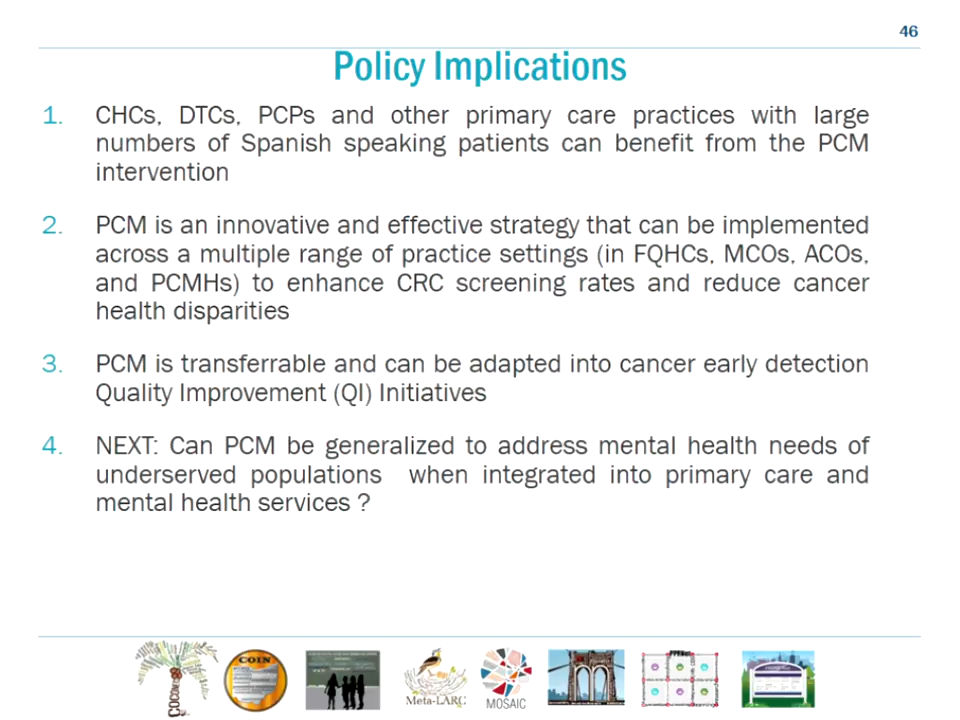 46
Policy Implications
1. CHCs, DTCs, PCPs and other primary care practices with large
numbers of Spanish speaking patients can benefit from the PCM
intervention
2. PCM is an innovative and effective strategy that can be implemented
across a multiple range of practice settings (in FQHCs, MCOs, ACOs,
and PCMHs) to enhance CRC screening rates and reduce cancer
health disparities
3. PCM is transferrable and can be adapted into cancer early detection
Quality Improvement (QI) Initiatives
4. NEXT: Can PCM be generalized to address mental health needs of
underserved populations when integrated into primary care and
mental health services ?
COIN
Meta-LARC
MOSAIC